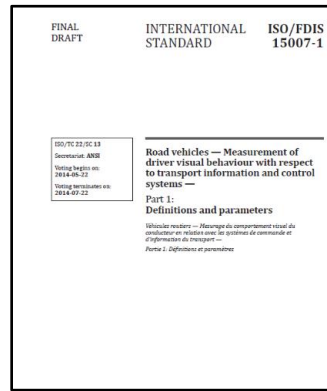 FINAL
DRAFT
INTERNATIONAL
STANDARD
ISO/FDIS
15007-1
ISO/TC 22/SC 13
Secretariat: ANSI
Voting begins on:
2014-05-22
Voting terminates on:
2014-07-22
Road vehicles — Measurement of
driver visual behaviour with respect
to transport information and control
systems —
Part 1:
Definitions and parameters
Véhicules routiers — Mesurage du comportement visuel du
conducteur en relation avec les systèmes de commande et
d'information du transport —
Partie 1: Définitions et paramètres